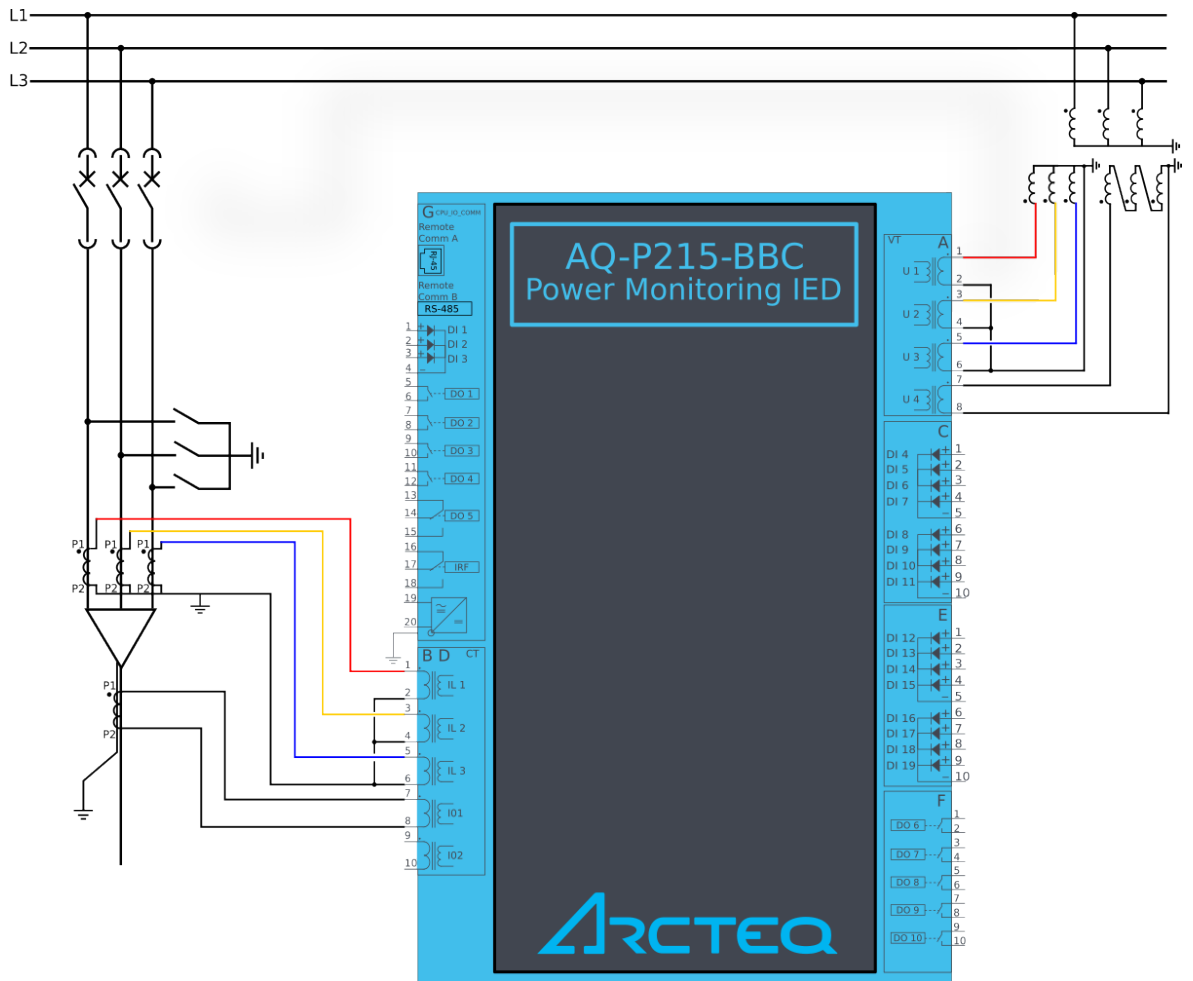 L1
L2
L3
AQ-P215-BBC
Power Monitoring IED
G CPU_IO_COMM
Remote
Comm A
RJ-45
Remote
Comm B
RS-485
1 + DI 1
2 + DI 2
3 + DI 3
4 −
5
6 DO 1
7
8 DO 2
9
10 DO 3
11
12 DO 4
13
14 DO 5
15
16
17 IRF
18
19
20
B D CT
1
2 IL 1
3
4 IL 2
5
6 IL 3
7
8 I01
9
10 I02
P1 P1 P1
P2 P2 P2
P1
P2
VT A
1
U 1
2
3
U 2
4
5
U 3
6
7
U 4
8
C
DI 4 + 1
DI 5 + 2
DI 6 + 3
DI 7 + 4
− 5
DI 8 + 6
DI 9 + 7
DI 10 + 8
DI 11 + 9
− 10
E
DI 12 + 1
DI 13 + 2
DI 14 + 3
DI 15 + 4
− 5
DI 16 + 6
DI 17 + 7
DI 18 + 8
DI 19 + 9
− 10
F
1
DO 6 2
3
DO 7 4
5
DO 8 6
7
DO 9 8
9
DO 10 10
ARCTEQ